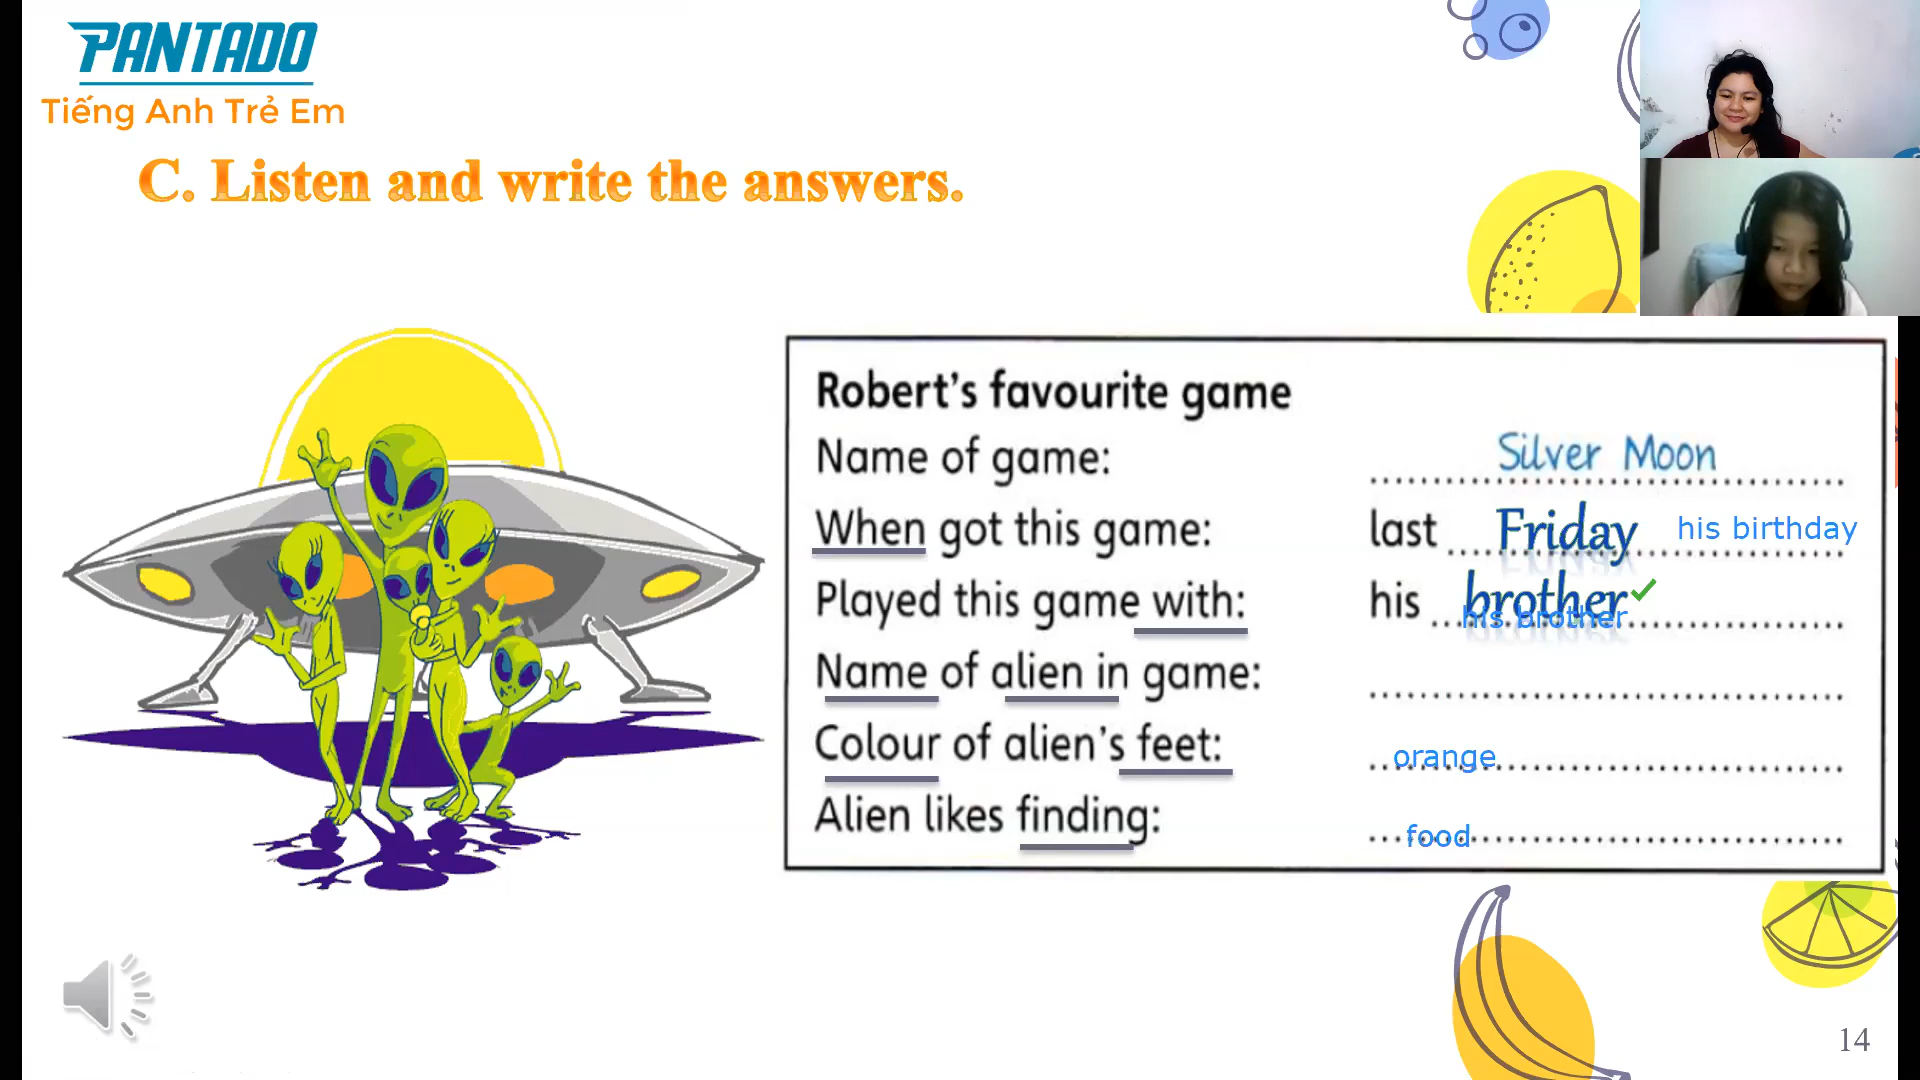 PANTADO
Tiếng Anh Trẻ Em
C. Listen and write the answers.
Robert's favourite game
Name of game: Silver Moon
When got this game: last Friday his birthday
Played this game with: his brother his brother
Name of alien in game:
Colour of alien's feet: orange
Alien likes finding: food
14